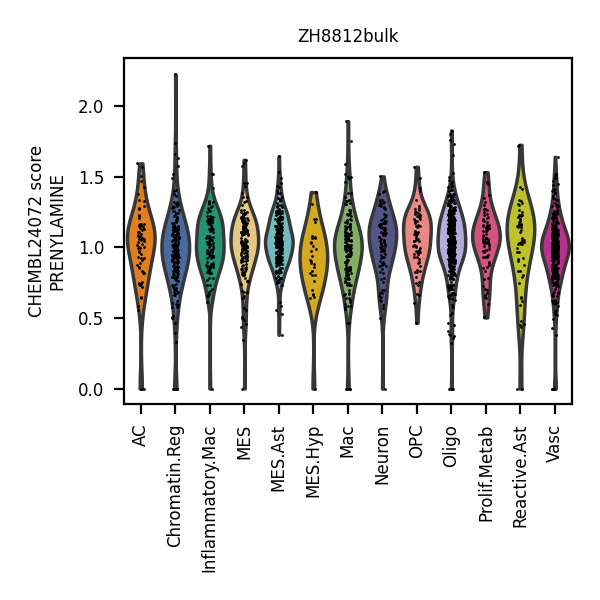 ZH8812bulk
CHEMBL24072 score
PRENYLAMINE
2.0
1.5
1.0
0.5
0.0
AC
Chromatin.Reg
Inflammatory.Mac
MES
MES.Ast
MES.Hyp
Mac
Neuron
OPC
Oligo
Prolif.Metab
Reactive.Ast
Vasc